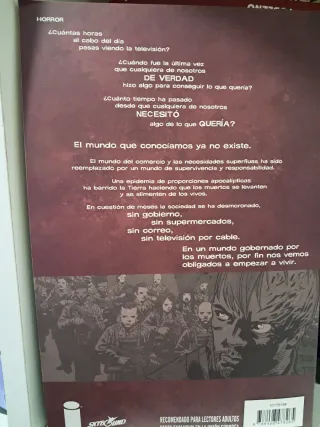 HORROR
¿Cuántas horas
al cabo del día
pasas viendo la televisión?
¿Cuándo fue la última vez
que cualquiera de nosotros
DE VERDAD
hizo algo para conseguir lo que quería?
¿Cuánto tiempo ha pasado
desde que cualquiera de nosotros
NECESITÓ
algo de lo que QUERÍA?
El mundo que conocíamos ya no existe.
El mundo del comercio y las necesidades superfluas ha sido
reemplazado por un mundo de supervivencia y responsabilidad.
Una epidemia de proporciones apocalípticas
ha barrido la Tierra haciendo que los muertos se levanten
y se alimenten de los vivos.
En cuestión de meses la sociedad se ha desmoronado,
sin gobierno,
sin supermercados,
sin correo,
sin televisión por cable.
En un mundo gobernado por
los muertos, por fin nos vemos
obligados a empezar a vivir.
SKYBOUND
RECOMENDADO PARA LECTORES ADULTOS